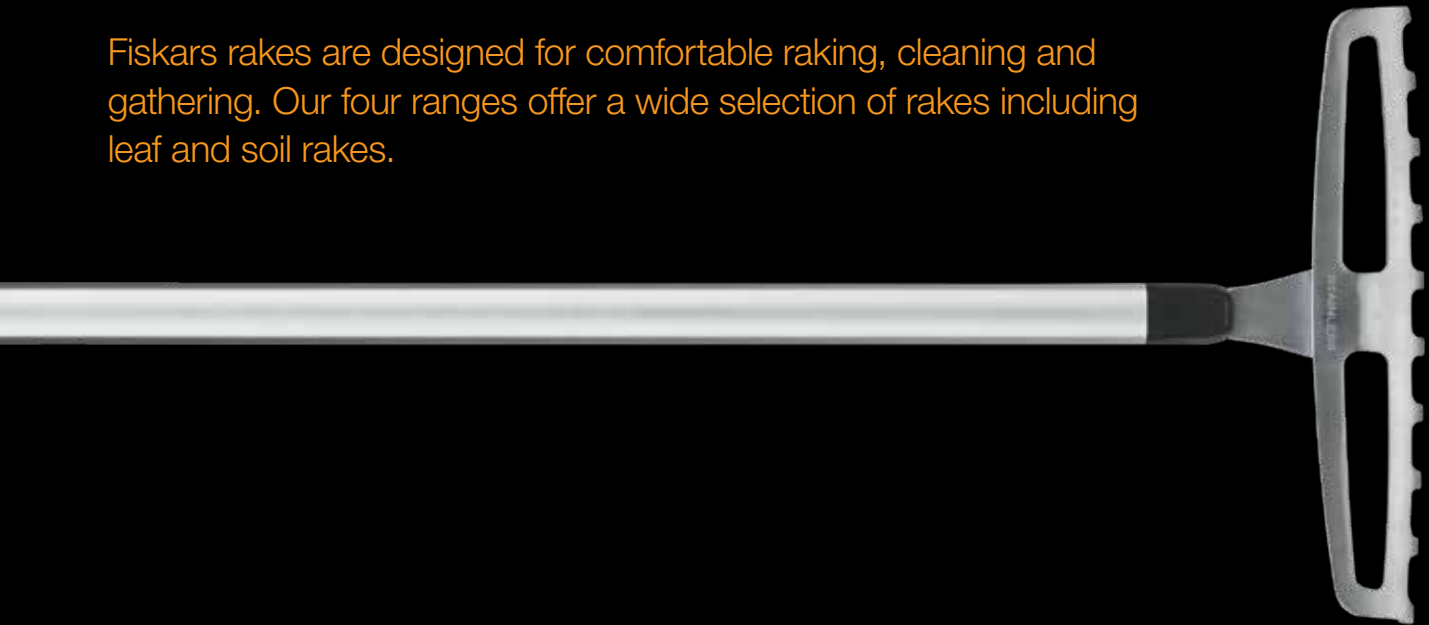 Fiskars rakes are designed for comfortable raking, cleaning and
gathering. Our four ranges offer a wide selection of rakes including
leaf and soil rakes.
STAINLESS